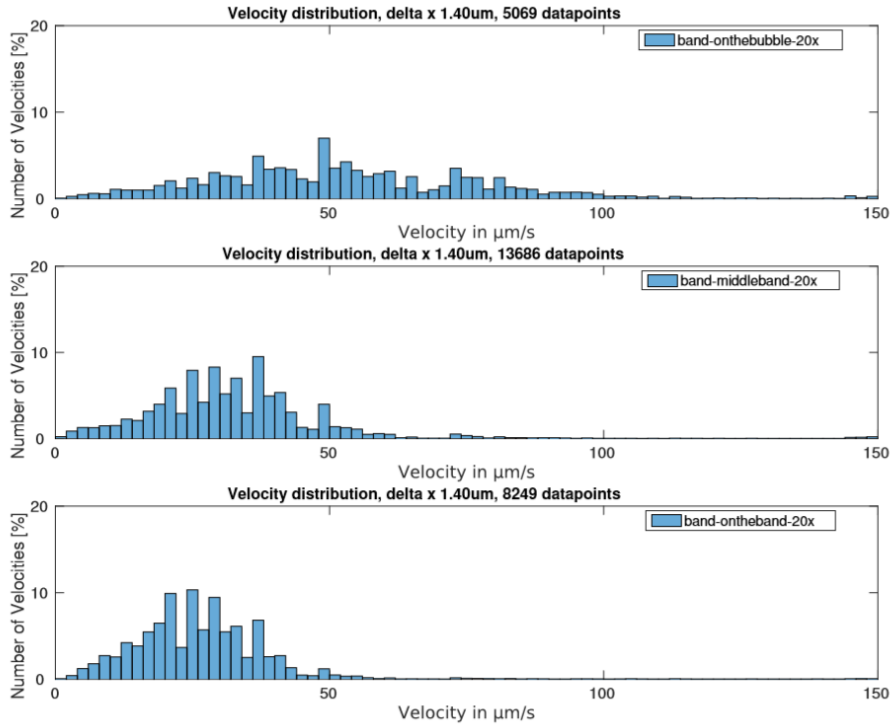 Velocity distribution, delta x 1.40um, 5069 datapoints
band-onthebubble-20x
Number of Velocities [%]
20
10
0
0 50 100 150
Velocity in μm/s
Velocity distribution, delta x 1.40um, 13686 datapoints
band-middleband-20x
Number of Velocities [%]
20
10
0
0 50 100 150
Velocity in μm/s
Velocity distribution, delta x 1.40um, 8249 datapoints
band-ontheband-20x
Number of Velocities [%]
20
10
0
0 50 100 150
Velocity in μm/s